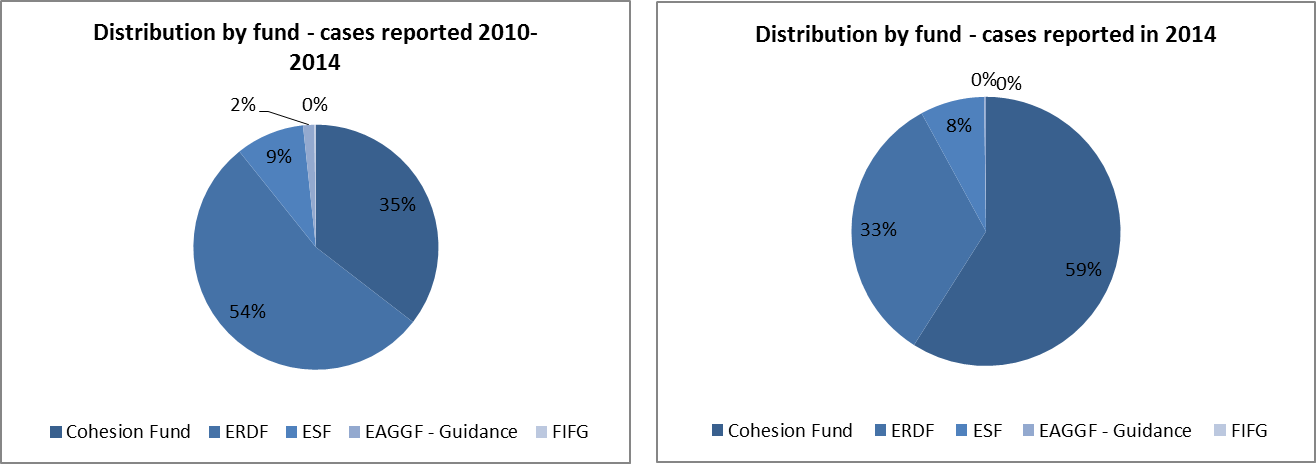 Distribution by fund - cases reported 2010-
2014
2%
0%
9%
35%
54%
Cohesion Fund
ERDF
ESF
EAGGF - Guidance
FIFG
Distribution by fund - cases reported in 2014
0%
0%
8%
33%
59%
Cohesion Fund
ERDF
ESF
EAGGF - Guidance
FIFG